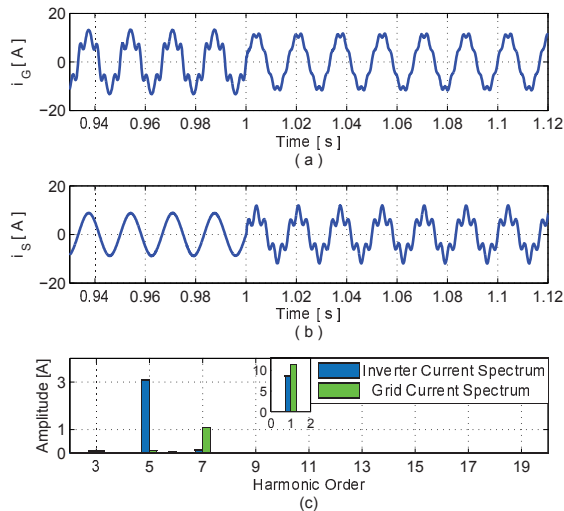 20
0
−20
i G [ A ]
0.94 0.96 0.98 1 1.02 1.04 1.06 1.08 1.1 1.12
Time [ s ]
( a )
20
0
−20
i S [ A ]
0.94 0.96 0.98 1 1.02 1.04 1.06 1.08 1.1 1.12
Time [ s ]
( b )
3
1
0
Amplitude [A]
10
5
0
0 1 2
Inverter Current Spectrum
Grid Current Spectrum
3 5 7 9 11 13 15 17 19
Harmonic Order
(c)